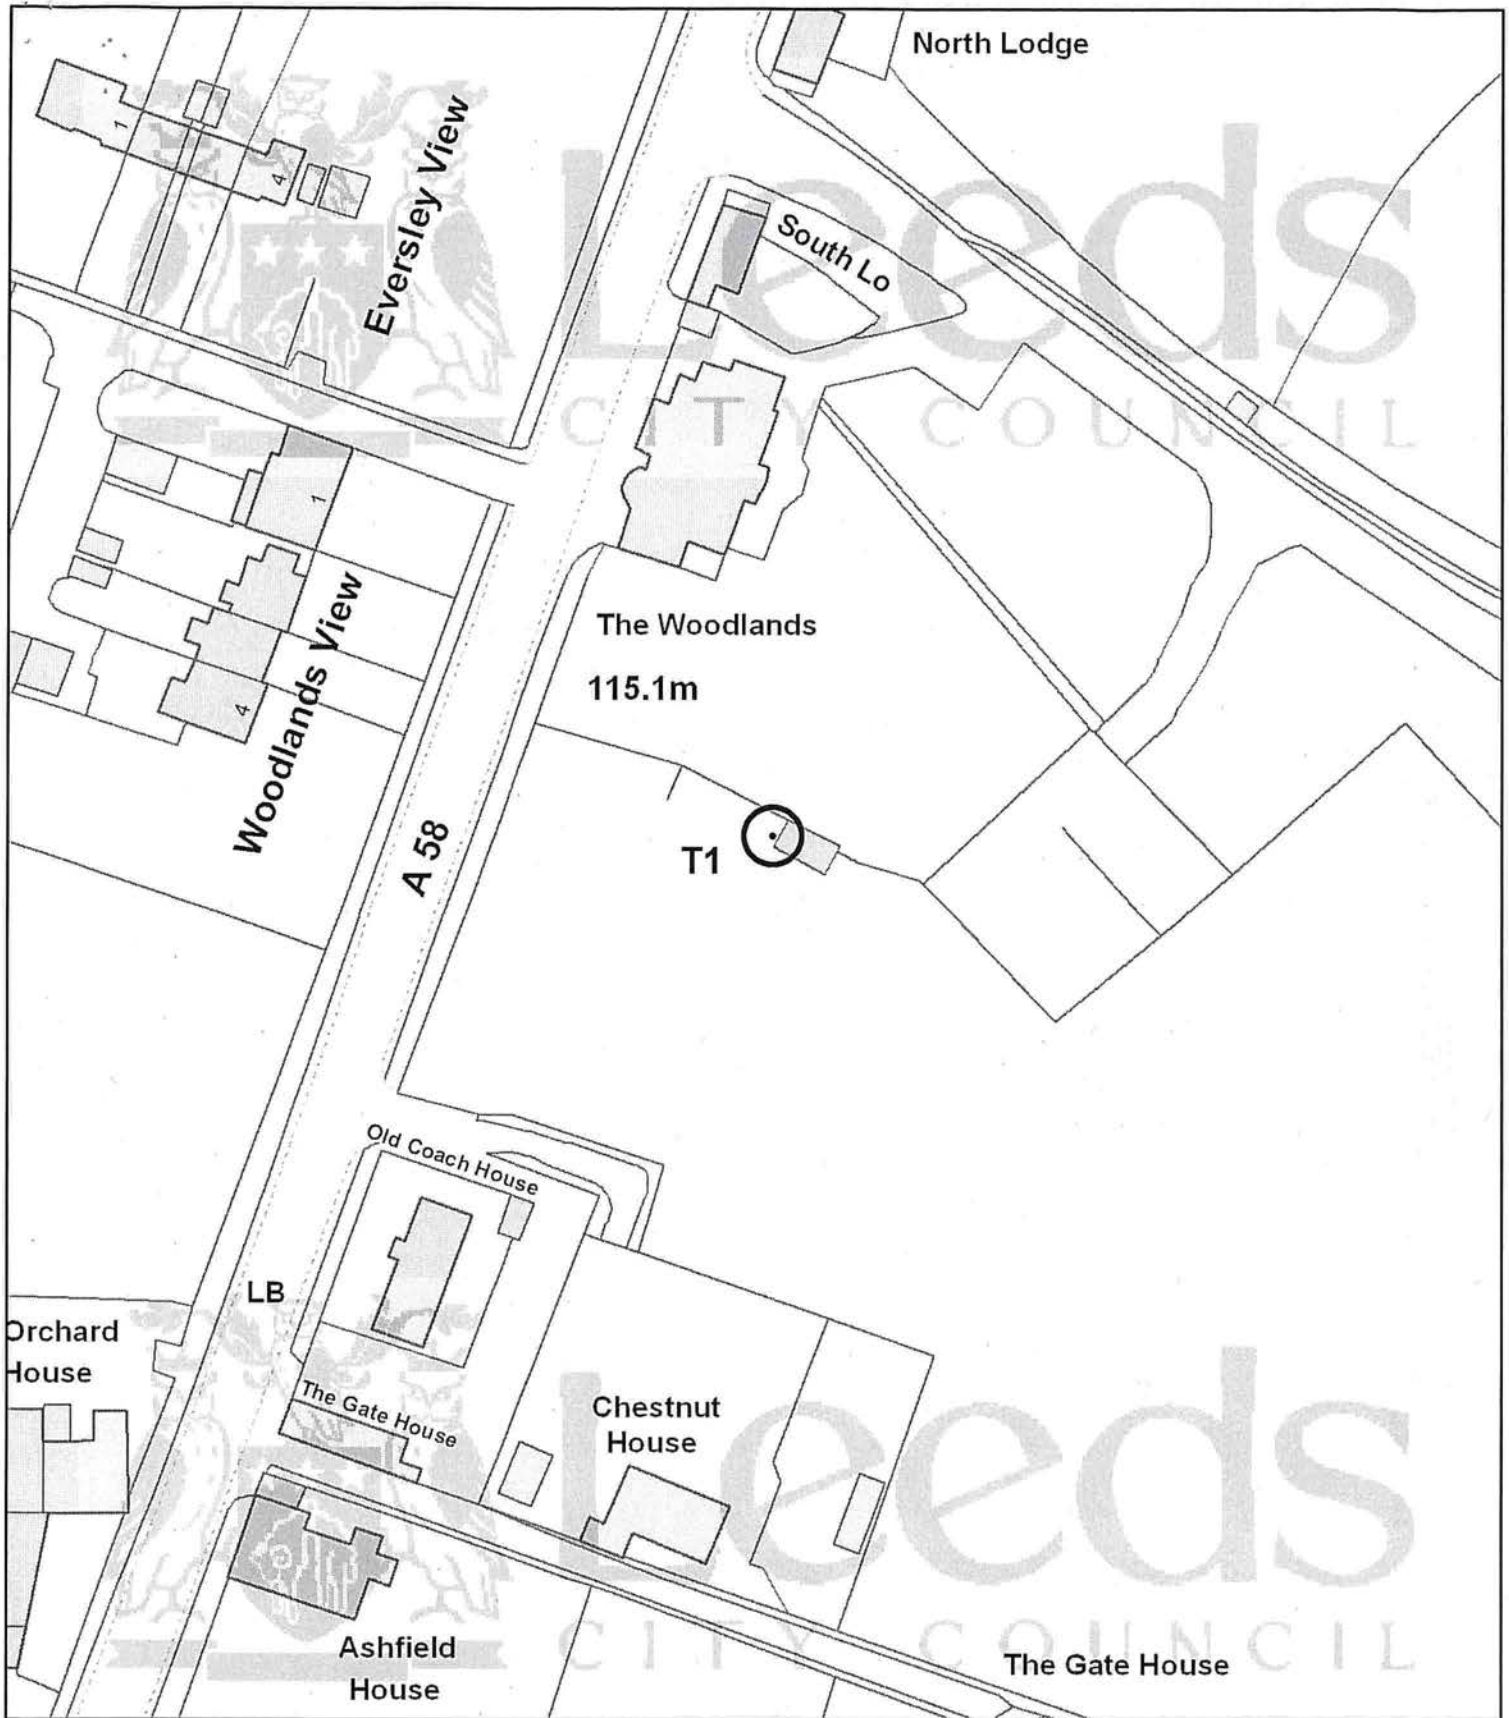 North Lodge
1
4
Eversley View
South Lo
Leeds
CITY COUNCIL
1
4
Woodlands View
The Woodlands
115.1m
A 58
T1
Old Coach House
LB
Orchard
House
The Gate House
Chestnut
House
Leeds
CITY COUNCIL
Ashfield
House
The Gate House